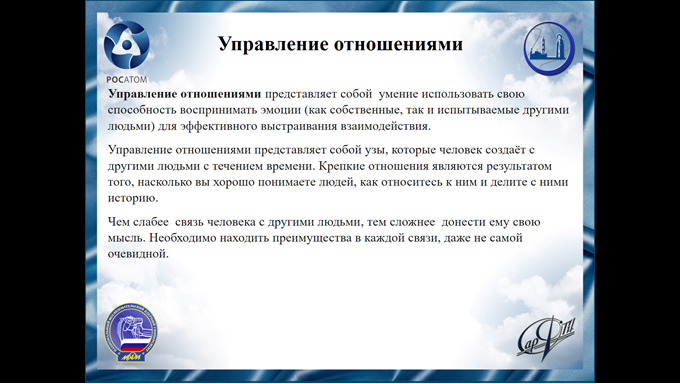 Управление отношениями
РОСАТОМ
Управление отношениями представляет собой умение использовать свою
способность воспринимать эмоции (как собственные, так и испытываемые другими
людьми) для эффективного выстраивания взаимодействия.
Управление отношениями представляет собой узы, которые человек создаёт с
другими людьми с течением времени. Крепкие отношения являются результатом
того, насколько вы хорошо понимаете людей, как относитесь к ним и делите с ними
историю.
Чем слабее связь человека с другими людьми, тем сложнее донести ему свою
мысль. Необходимо находить преимущества в каждой связи, даже не самой
очевидной.